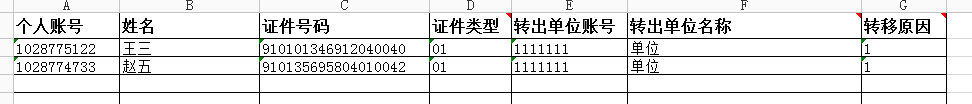 A B C D E F G
个人账号 姓名 证件号码 证件类型 转出单位账号 转出单位名称 转移原因
1028775122 王三 910101346912040040 01 1111111 单位 1
1028774733 赵五 910135695804010042 01 1111111 单位 1